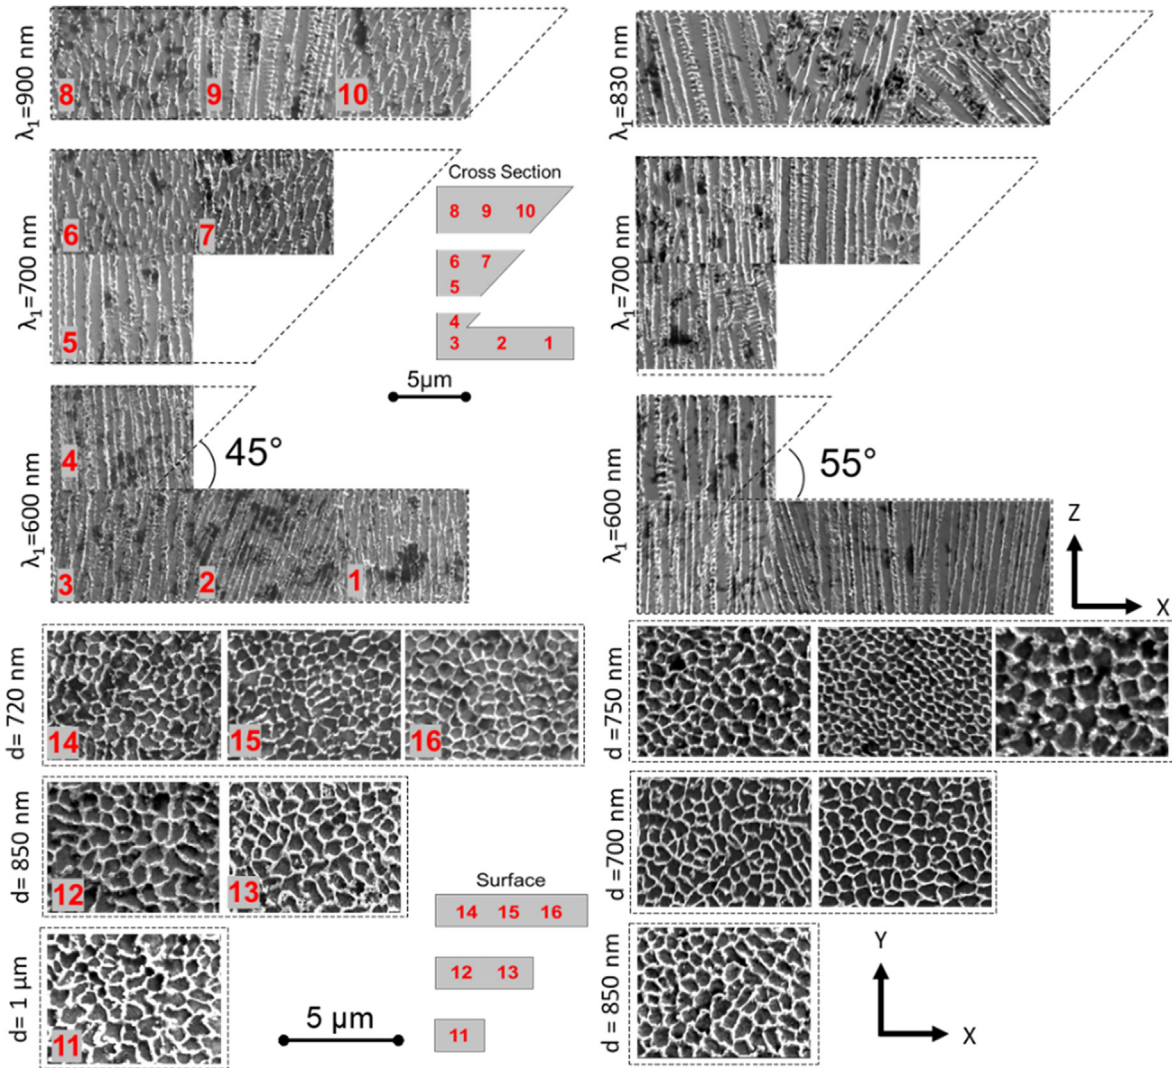 λ₁=900 nm
8
9
10
λ₁=830 nm
λ₁=700 nm
6
7
5
Cross Section
8 9 10
6 7
5
4
3 2 1
5μm
λ₁=700 nm
λ₁=600 nm
4
45°
3
2
1
λ₁=600 nm
55°
Z
X
d= 720 nm
14
15
16
d =750 nm
d= 850 nm
12
13
Surface
14 15 16
12 13
11
d =700 nm
d= 1 μm
11
5 μm
d = 850 nm
Y
X